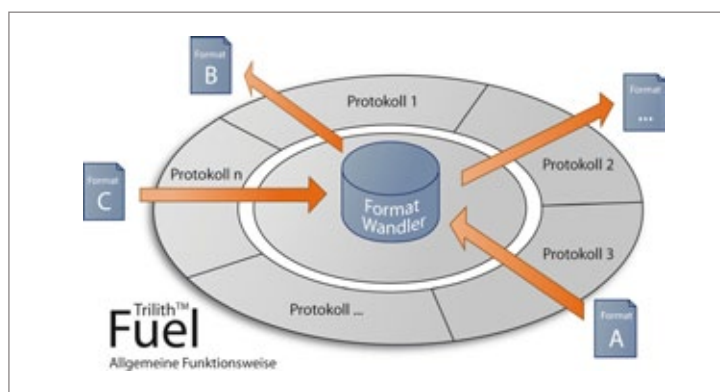 Format
B
Format
...
Protokoll 1
Protokoll 2
Protokoll n
Format
C
Format
Wandler
Protokoll 3
Protokoll ...
Format
A
Trilith™
Fuel
Allgemeine Funktionsweise